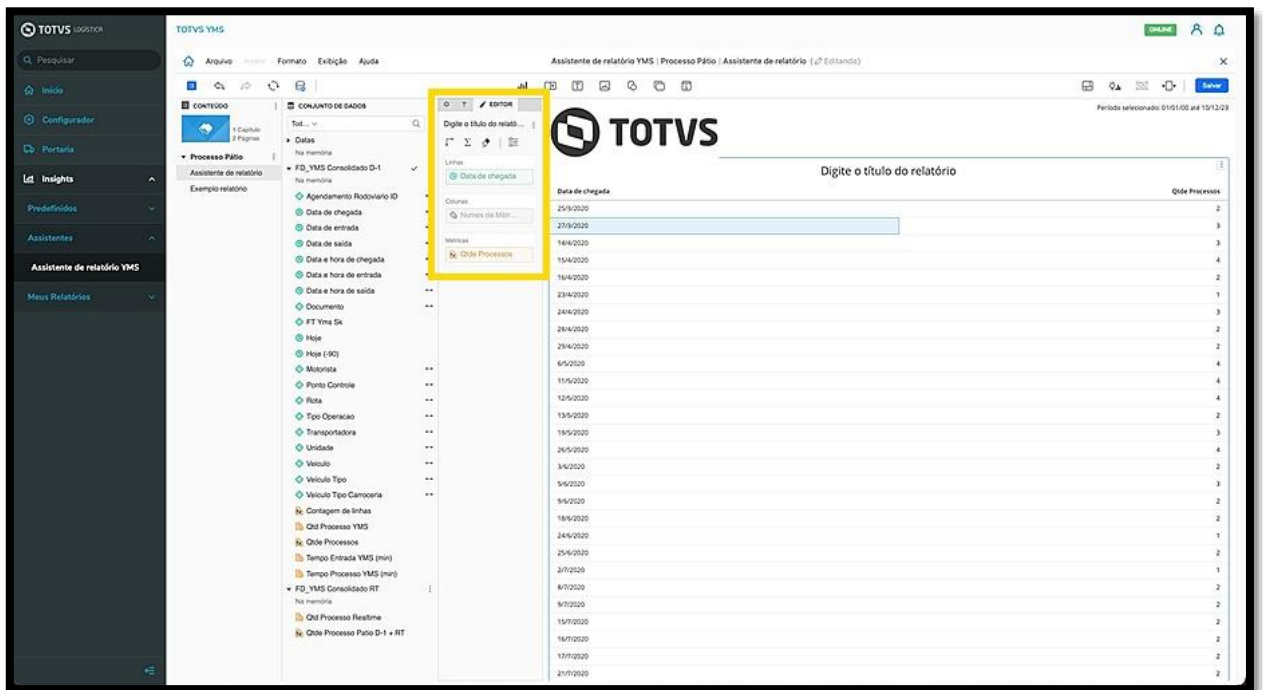 TOTVS LOGÍSTICA
TOTVS YMS
ONLINE
Pesquisar
Início
Configurador
Portaria
Insights
Predefinidos
Assistentes
Assistente de relatório YMS
Meus Relatórios
Arquivo
Formato
Exibição
Ajuda
Assistente de relatório YMS | Processo Pátio | Assistente de relatório ( Editando)
Salvar
CONTEÚDO
1 Capítulo
2 Páginas
Processo Pátio
Assistente de relatório
Exemplo relatório
CONJUNTO DE DADOS
Tod...
Datas
Na memória
FD_YMS Consolidado D-1
Na memória
Agendamento Rodoviario ID
Data de chegada
Data de entrada
Data de saída
Data e hora de chegada
Data e hora de entrada
Data e hora de saída
Documento
FT Yms Sk
Hoje
Hoje (-90)
Motorista
Ponto Controle
Rota
Tipo Operacao
Transportadora
Unidade
Veiculo
Veiculo Tipo
Veiculo Tipo Carroceria
Contagem de linhas
Qtd Processo YMS
Qtde Processos
Tempo Entrada YMS (min)
Tempo Processo YMS (min)
FD_YMS Consolidado RT
Na memória
Qtd Processo Realtime
Qtde Processo Patio D-1 + RT
EDITOR
Digite o título do relató...
Linhas
Data de chegada
Colunas
Nomes de Métr...
Métricas
Qtde Processos
Período selecionado: 01/01/00 até 10/12/23
TOTVS
Digite o título do relatório
Data de chegada Qtde Processos
25/3/2020 2
27/3/2020 3
14/4/2020 3
15/4/2020 4
16/4/2020 2
23/4/2020 1
24/4/2020 3
28/4/2020 2
29/4/2020 2
6/5/2020 4
11/5/2020 4
12/5/2020 4
13/5/2020 2
19/5/2020 3
26/5/2020 4
3/6/2020 2
5/6/2020 3
9/6/2020 2
18/6/2020 2
24/6/2020 1
25/6/2020 2
2/7/2020 1
8/7/2020 2
9/7/2020 2
15/7/2020 2
16/7/2020 2
17/7/2020 2
21/7/2020 2